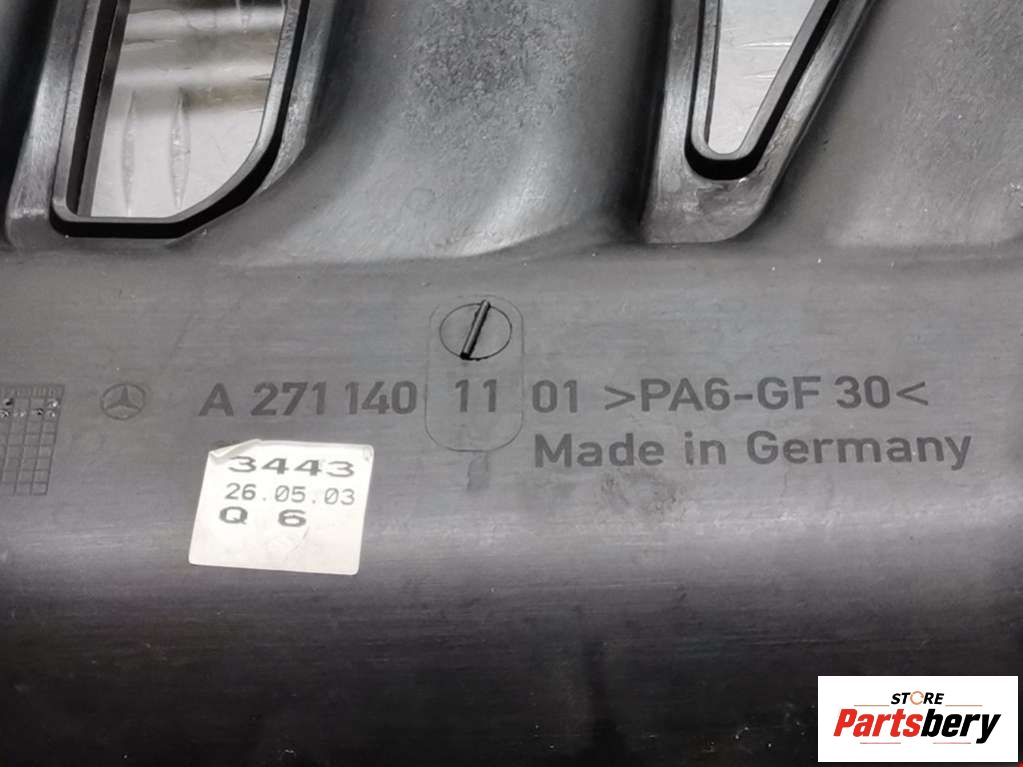 A 271 140 11 01 >PA6-GF 30<
Made in Germany
3443
26.05.03
Q 6
STORE
Partsbery